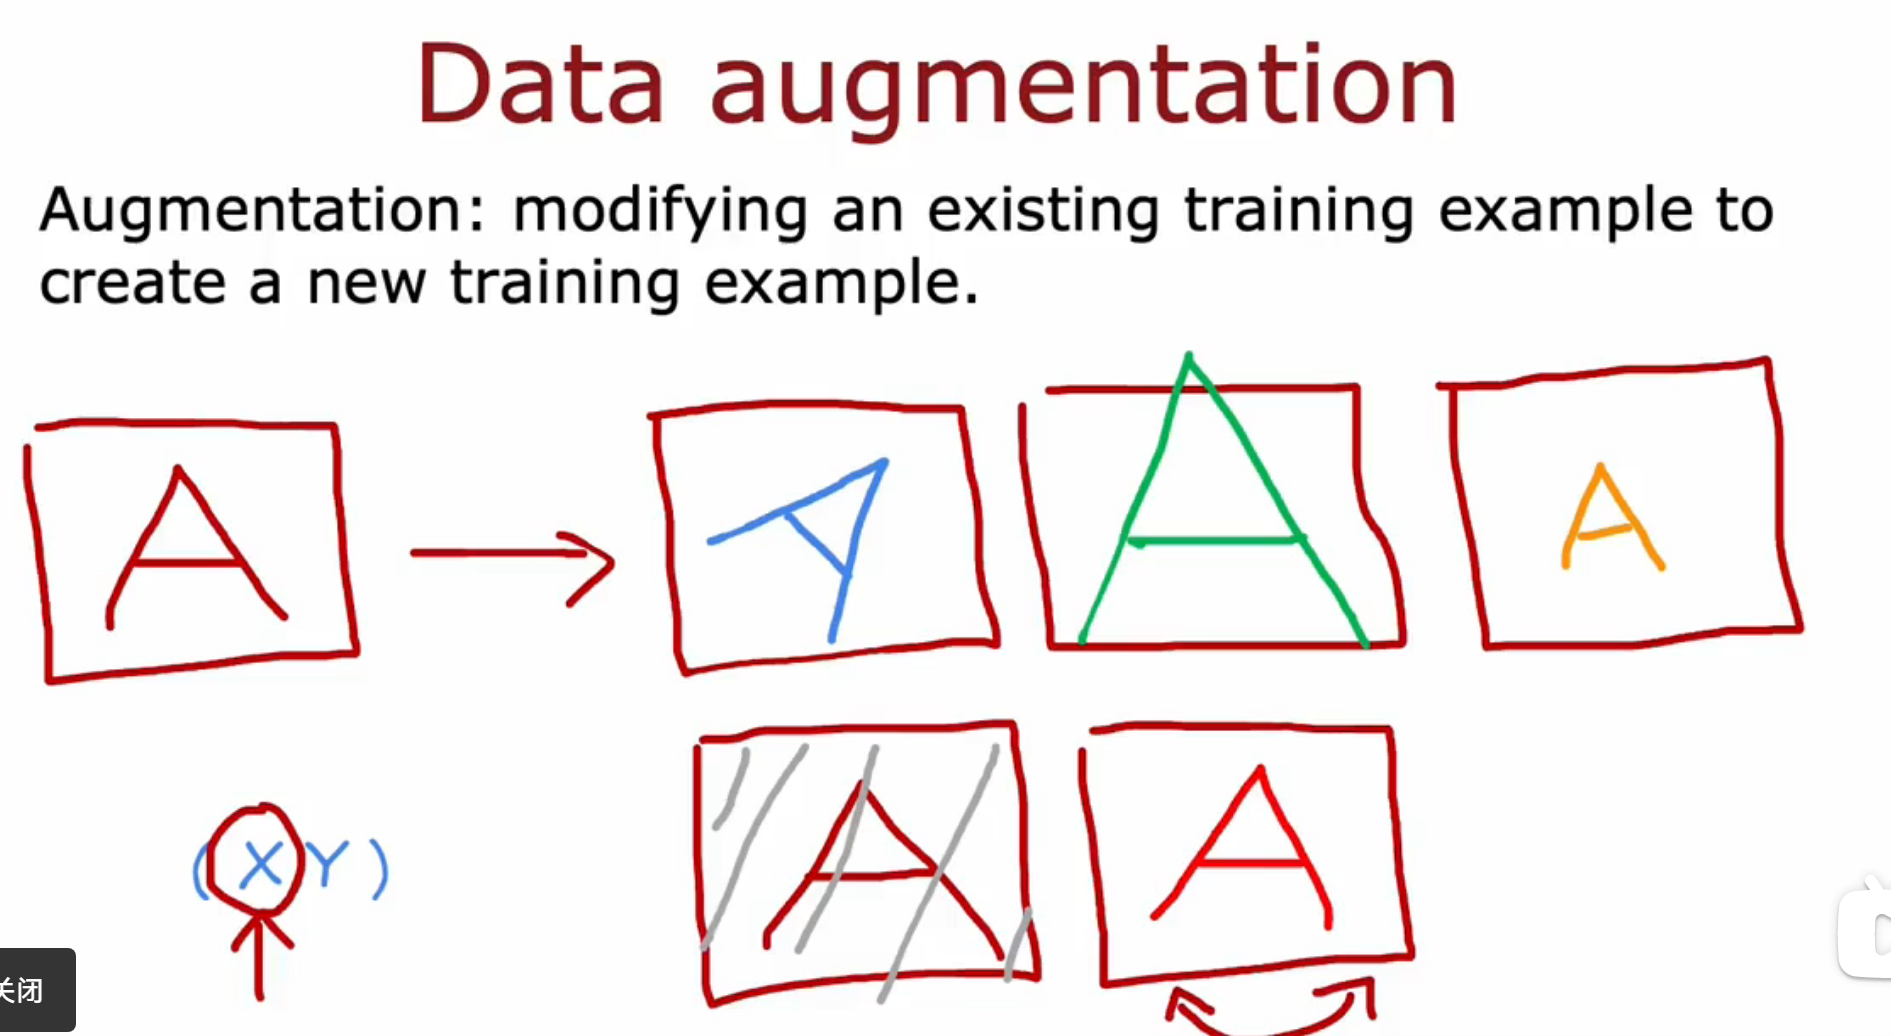 Data augmentation
Augmentation: modifying an existing training example to
create a new training example.
A
A
A
A
(X Y)
A
A
关闭